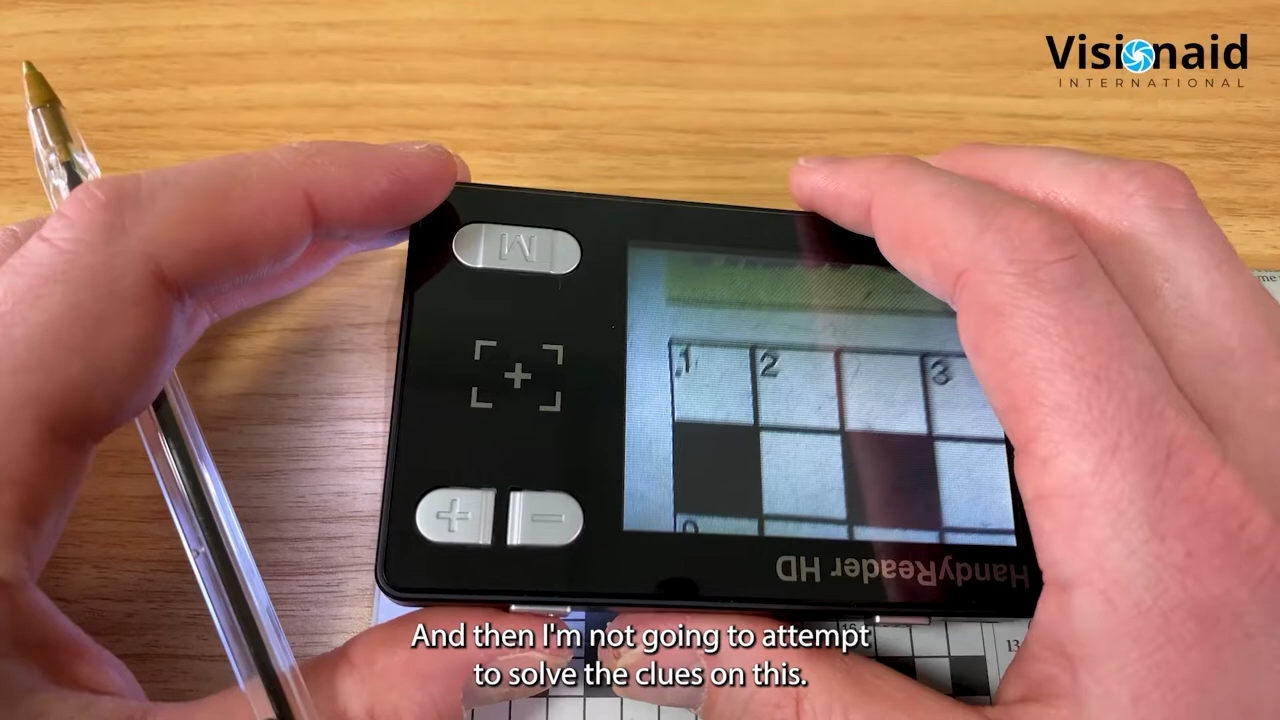 Visionaid
INTERNATIONAL
M
1 2 3
+ −
HandyReader HD
And then I'm not going to attempt
to solve the clues on this.
13